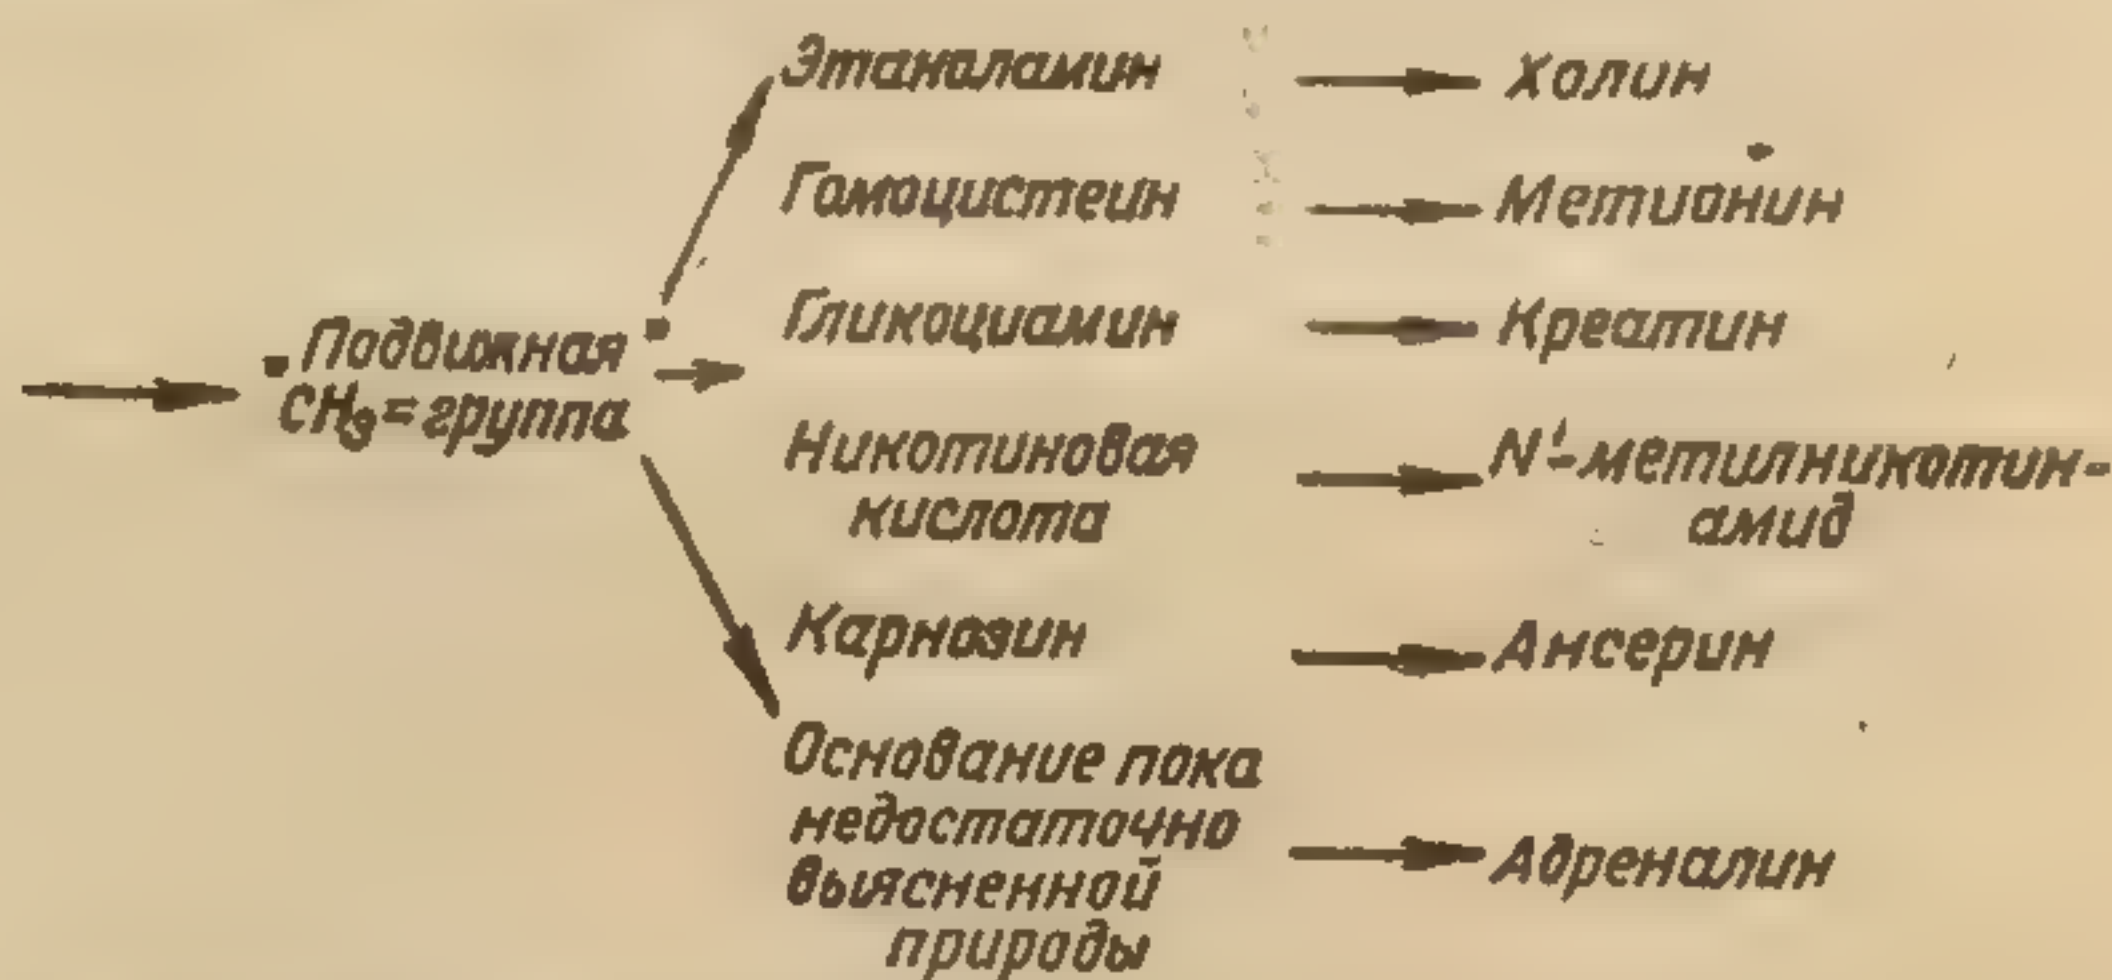 Этаноламин
Холин
Гомоцистеин
Метионин
Гликоциамин
Креатин
Подвижная
CH₃=группа
Никотиновая
кислота
N¹-метилникотин-
амид
Карнозин
Ансерин
Основание пока
недостаточно
выясненной
природы
Адреналин